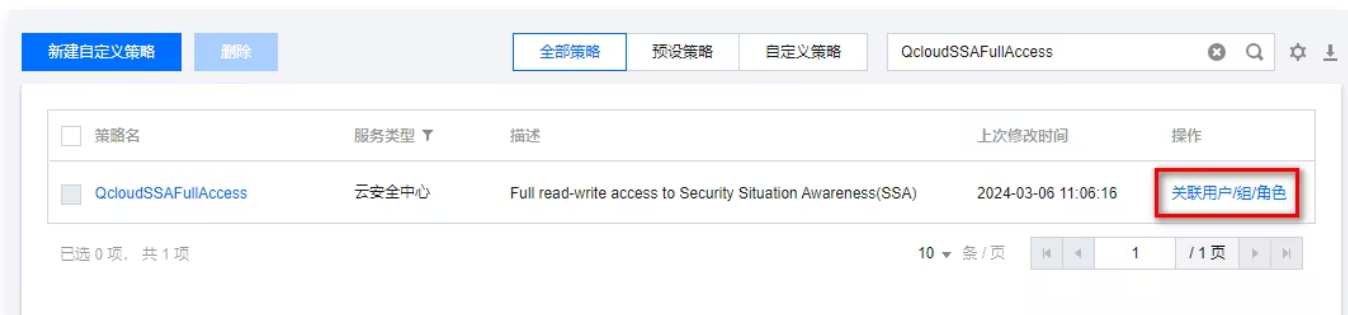 新建自定义策略 删除 全部策略 预设策略 自定义策略 QcloudSSAFullAccess
策略名 服务类型 描述 上次修改时间 操作
QcloudSSAFullAccess 云安全中心 Full read-write access to Security Situation Awareness(SSA) 2024-03-06 11:06:16 关联用户/组/角色
已选 0 项，共 1 项 10 条 / 页 1 / 1 页